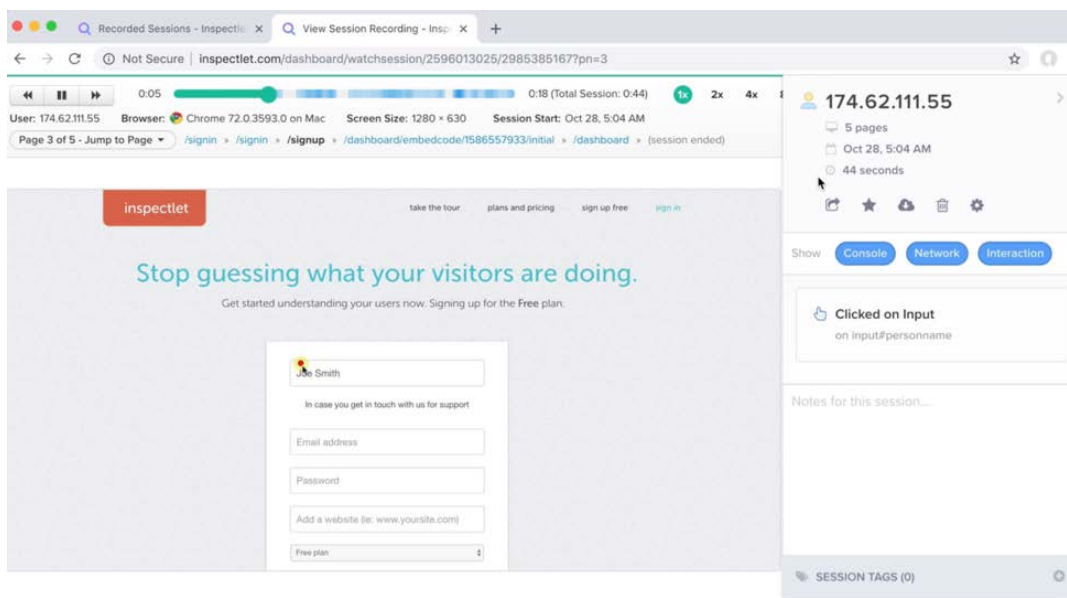 Recorded Sessions - Inspectle
View Session Recording - Insp
Not Secure | inspectlet.com/dashboard/watchsession/2596013025/2985385167?pn=3
0:05
0:18 (Total Session: 0:44)
1x
2x
4x
User: 174.62.111.55 Browser: Chrome 72.0.3593.0 on Mac Screen Size: 1280 × 630 Session Start: Oct 28, 5:04 AM
Page 3 of 5 - Jump to Page /signin » /signin » /signup » /dashboard/embedcode/1586557933/initial » /dashboard » (session ended)
inspectlet
take the tour plans and pricing sign up free sign in
Stop guessing what your visitors are doing.
Get started understanding your users now. Signing up for the Free plan.
Joe Smith
In case you get in touch with us for support
Email address
Password
Add a website (ie: www.yoursite.com)
Free plan
174.62.111.55
5 pages
Oct 28, 5:04 AM
44 seconds
Show Console Network Interaction
Clicked on Input
on input#personname
Notes for this session...
SESSION TAGS (0)